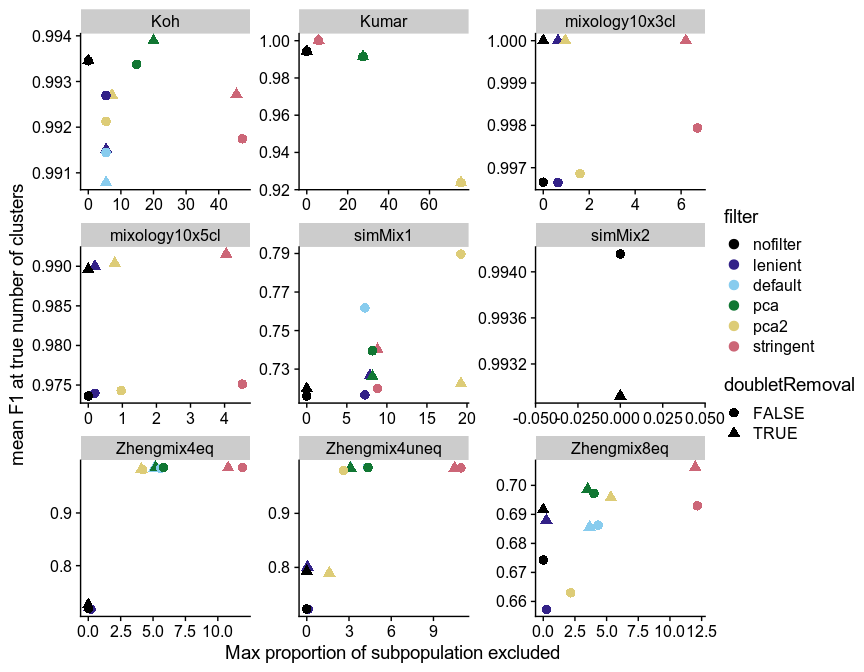 Koh
Kumar
mixology10x3cl
0.994
0.993
0.992
0.991
0 10 20 30 40
1.00
0.98
0.96
0.94
0.92
0 20 40 60
1.000
0.999
0.998
0.997
0 2 4 6
mixology10x5cl
simMix1
simMix2
0.990
0.985
0.980
0.975
0 1 2 3 4
0.79
0.77
0.75
0.73
0 5 10 15 20
0.9940
0.9936
0.9932
-0.050 -0.025 0.000 0.025 0.050
Zhengmix4eq
Zhengmix4uneq
Zhengmix8eq
0.9
0.8
0.0 2.5 5.0 7.5 10.0
0.9
0.8
0 3 6 9
0.70
0.69
0.68
0.67
0.66
0.0 2.5 5.0 7.5 10.0 12.5
mean F1 at true number of clusters
Max proportion of subpopulation excluded
filter
nofilter
lenient
default
pca
pca2
stringent
doubletRemoval
FALSE
TRUE